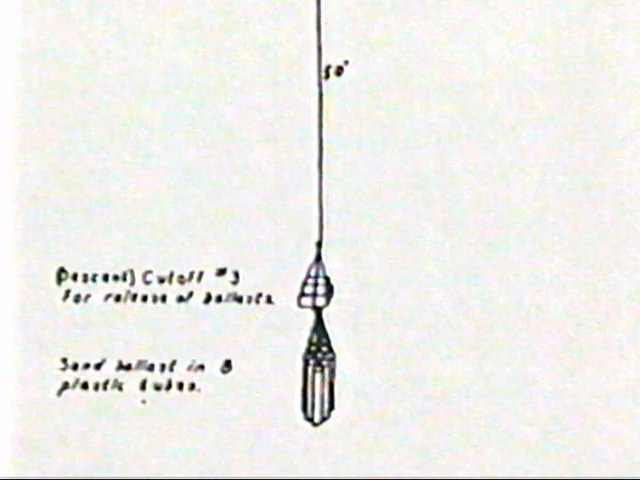 50'
(Descent) Cutoff #3
for release of ballasts.
Sand ballast in 8
plastic tubes.